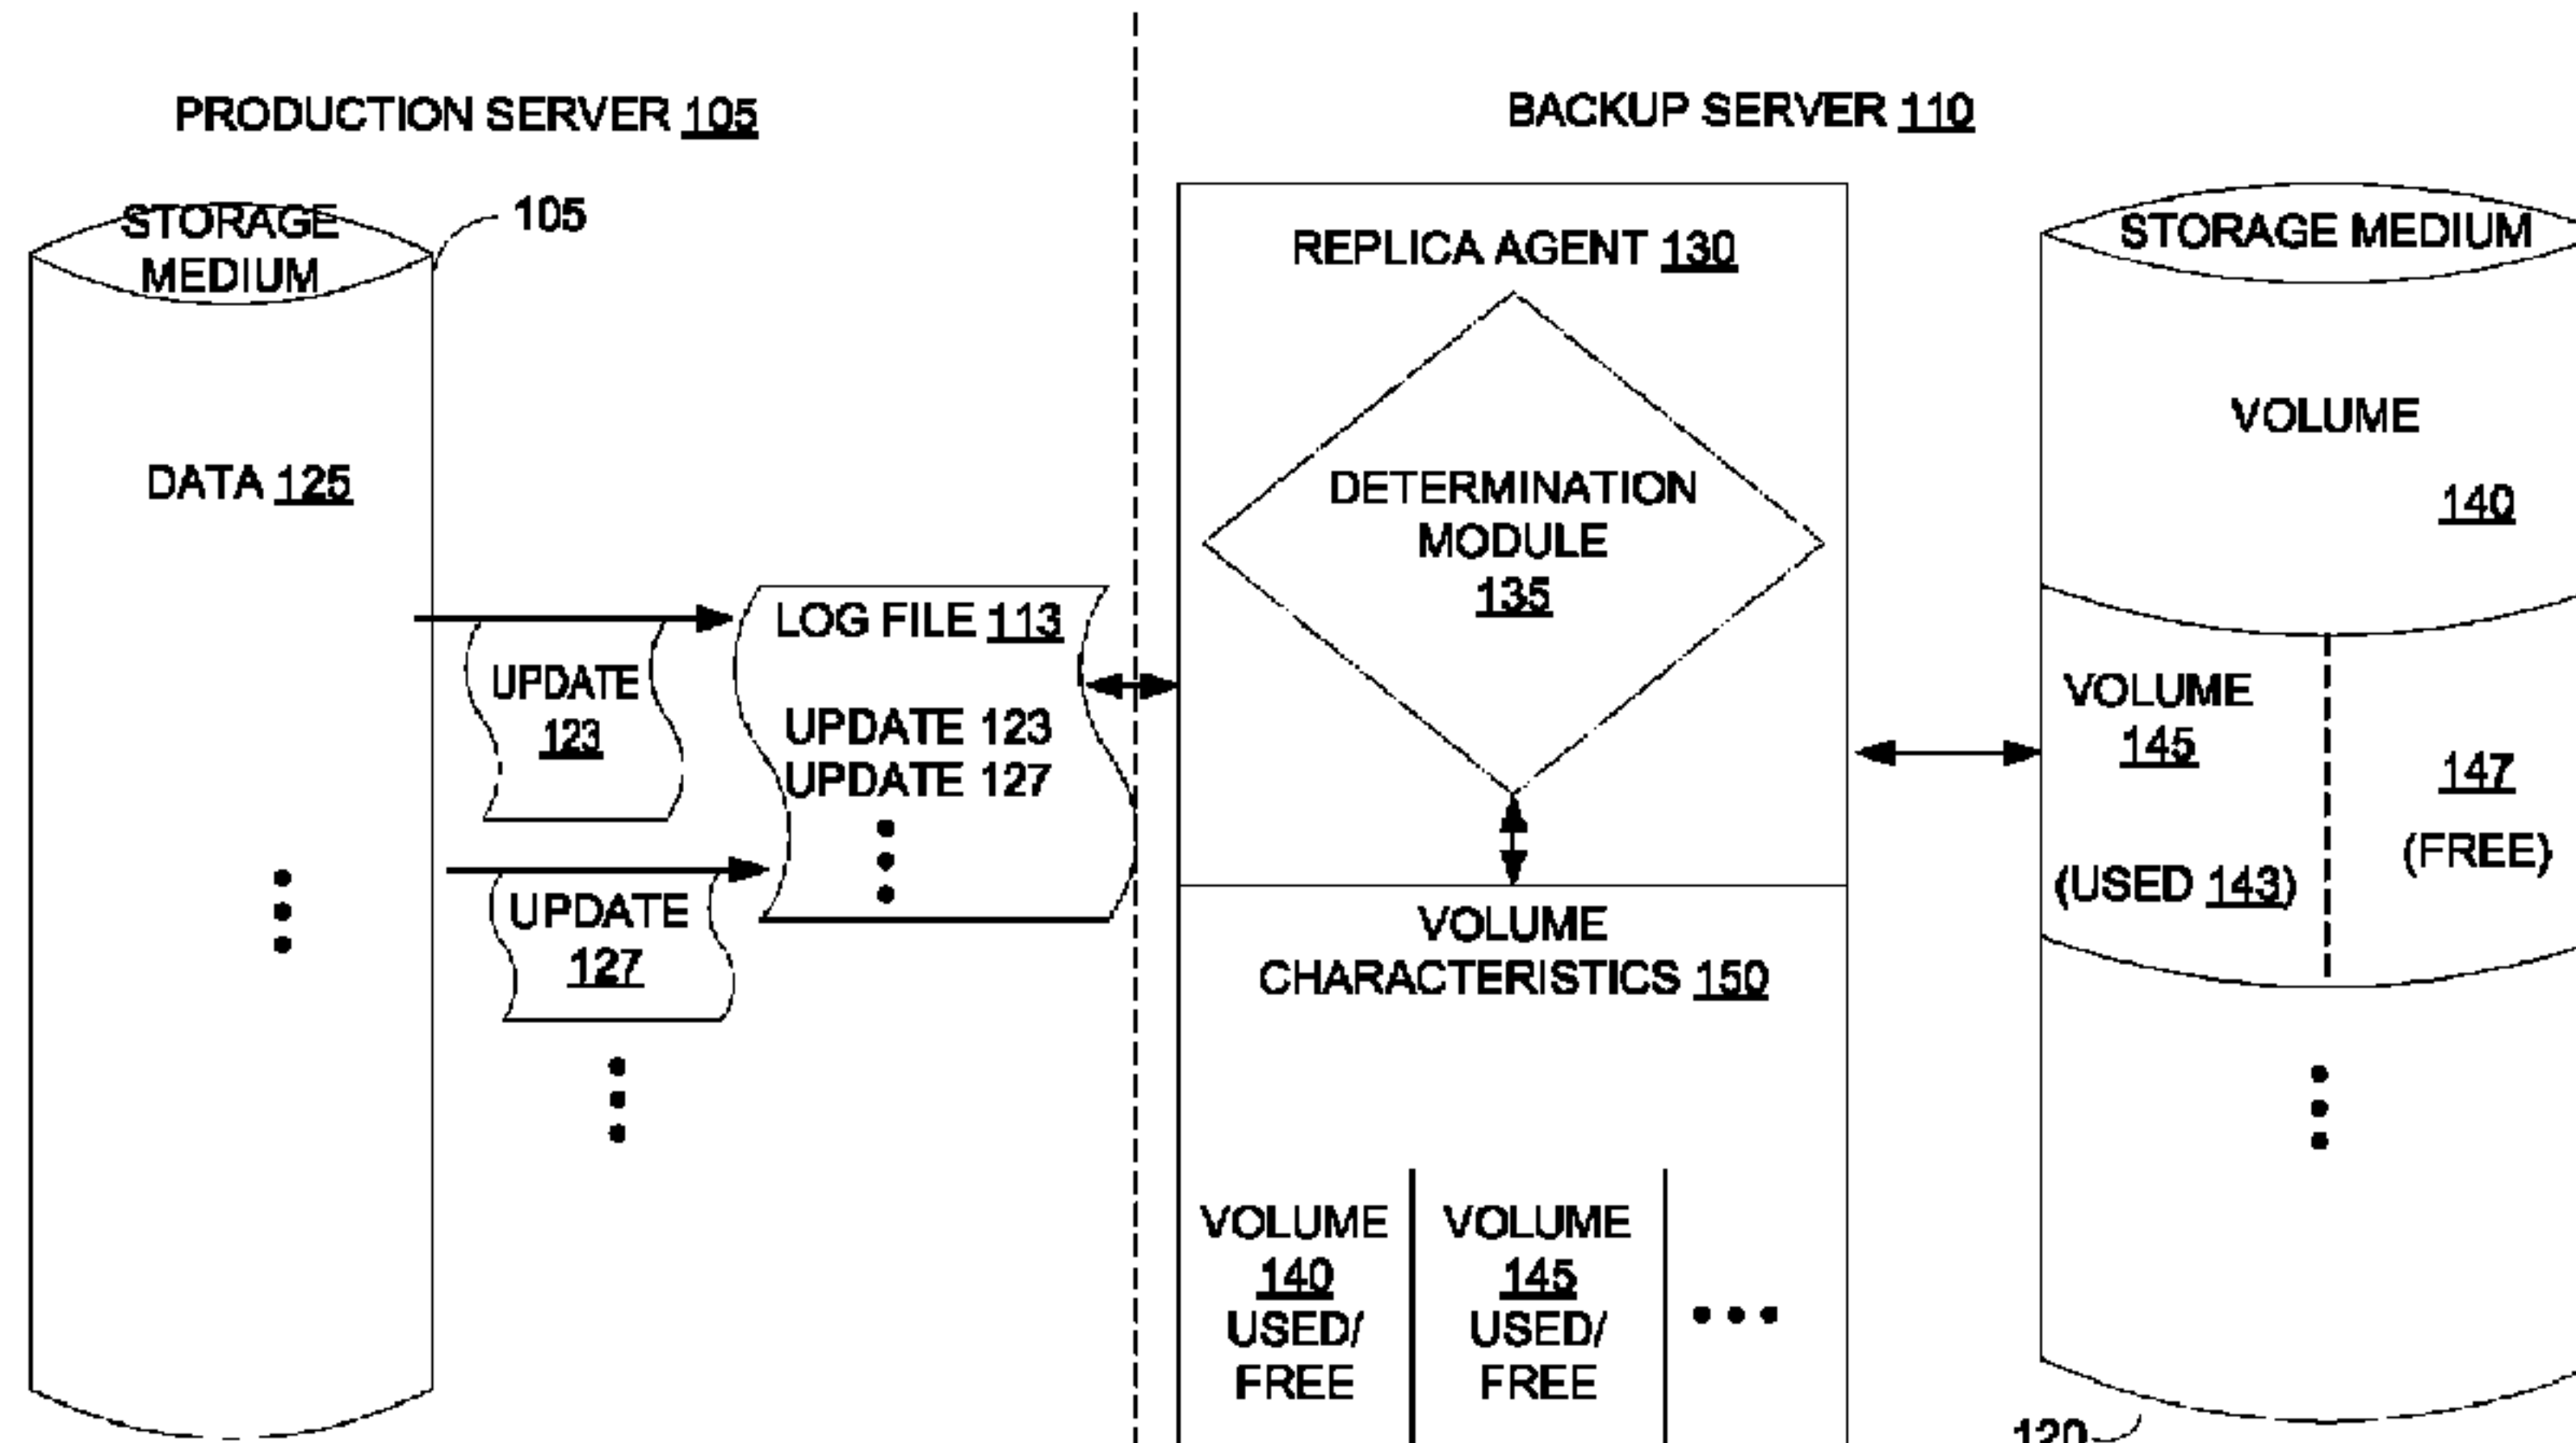 PRODUCTION SERVER 105
STORAGE
MEDIUM
105
DATA 125
UPDATE
123
UPDATE
127
LOG FILE 113
UPDATE 123
UPDATE 127
BACKUP SERVER 110
REPLICA AGENT 130
DETERMINATION
MODULE
135
VOLUME
CHARACTERISTICS 150
VOLUME
140
USED/
FREE
VOLUME
145
USED/
FREE
STORAGE MEDIUM
VOLUME
140
VOLUME
145
(USED 143)
147
(FREE)
120